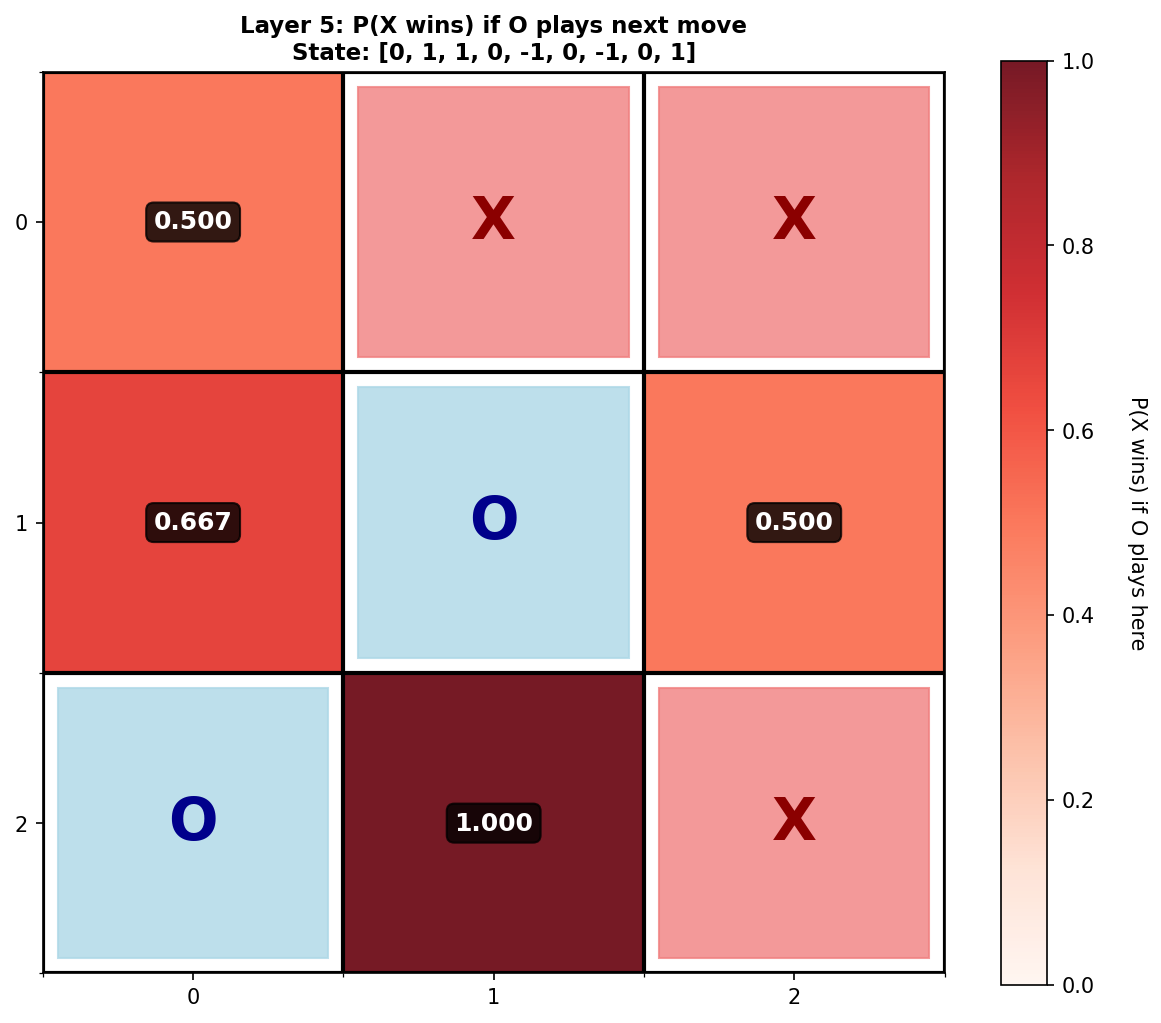 Layer 5: P(X wins) if O plays next move
State: [0, 1, 1, 0, -1, 0, -1, 0, 1]
0
0.500
X
X
1
0.667
O
0.500
2
O
1.000
X
0
1
2
1.0
0.8
0.6
0.4
0.2
0.0
P(X wins) if O plays here